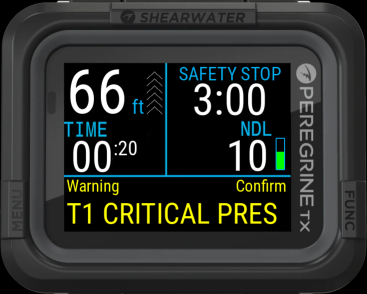 SHEARWATER
SAFETY STOP
66 ft
3:00
TIME
NDL
00:20
10
Warning
Confirm
T1 CRITICAL PRES
PEREGRINE TX
MENU
FUNC